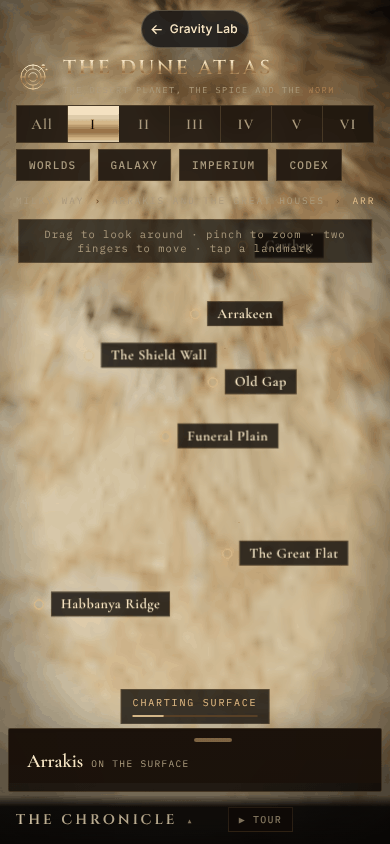 ← Gravity Lab
THE DUNE ATLAS
PLANET, THE SPICE AND THE WORM
All I II III IV V VI
WORLDS GALAXY IMPERIUM CODEX
HOUSES › ARR
Drag to look around · pinch to zoom · two
fingers to move · tap a landmark
Arrakeen
The Shield Wall
Old Gap
Funeral Plain
The Great Flat
Habbanya Ridge
CHARTING SURFACE
Arrakis ON THE SURFACE
THE CHRONICLE ▴ ▶ TOUR